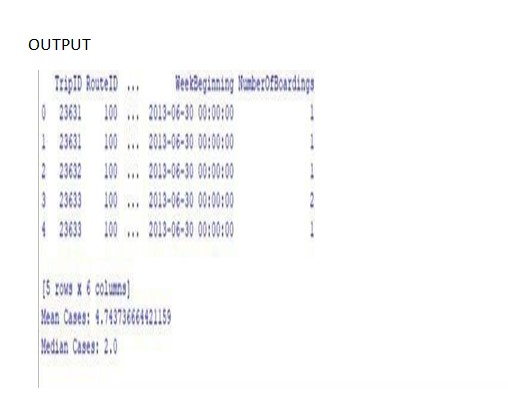 OUTPUT
TripID RouteID ... WeekBeginning NumberOfBoardings
0 23631 100 ... 2013-06-30 00:00:00 1
1 23631 100 ... 2013-06-30 00:00:00 1
2 23632 100 ... 2013-06-30 00:00:00 1
3 23633 100 ... 2013-06-30 00:00:00 2
4 23633 100 ... 2013-06-30 00:00:00 1
[5 rows x 6 columns]
Mean Cases: 4.743736664421159
Median Cases: 2.0